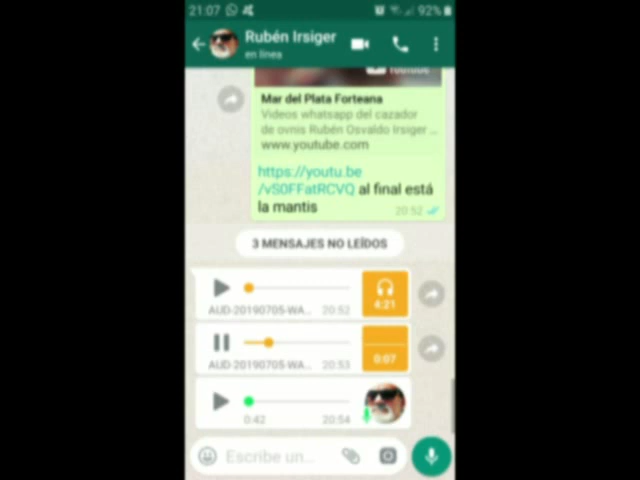 21:07 92%
Rubén Irsiger
en línea
YouTube
Mar del Plata Forteana
Videos whatsapp del cazador
de ovnis Rubén Osvaldo Irsiger ...
www.youtube.com
https://youtu.be
/vS0FFatRCVQ al final está
la mantis 20:52
3 MENSAJES NO LEÍDOS
4:21
AUD-20190705-WA... 20:52
AUD-20190705-WA... 20:53 0:07
0:42 20:54
Escribe un...